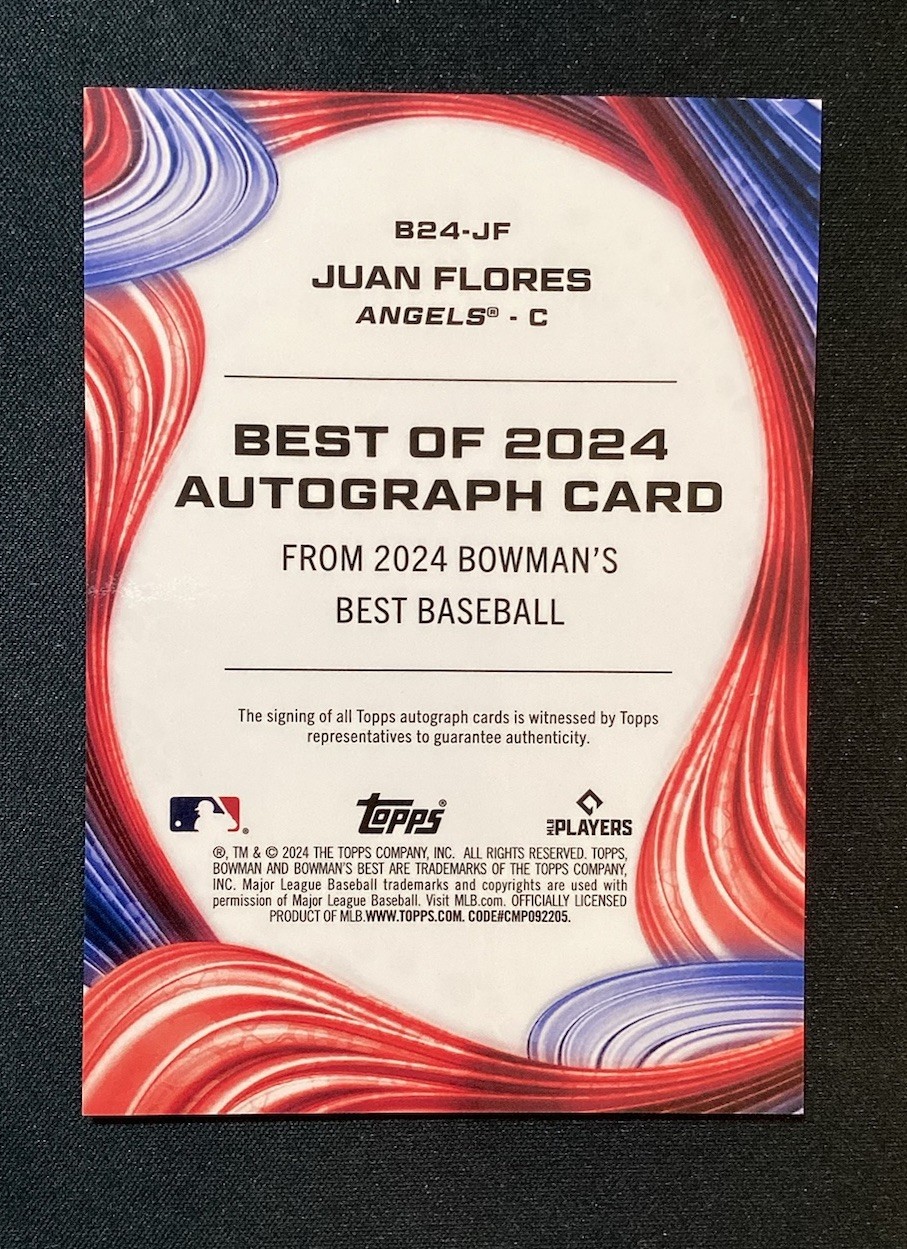 B24-JF
JUAN FLORES
ANGELS® - C
BEST OF 2024
AUTOGRAPH CARD
FROM 2024 BOWMAN'S
BEST BASEBALL
The signing of all Topps autograph cards is witnessed by Topps
representatives to guarantee authenticity.
®
Topps®
MLB PLAYERS
®, TM & © 2024 THE TOPPS COMPANY, INC. ALL RIGHTS RESERVED. TOPPS,
BOWMAN AND BOWMAN'S BEST ARE TRADEMARKS OF THE TOPPS COMPANY,
INC. Major League Baseball trademarks and copyrights are used with
permission of Major League Baseball. Visit MLB.com. OFFICIALLY LICENSED
PRODUCT OF MLB.WWW.TOPPS.COM. CODE#CMP092205.